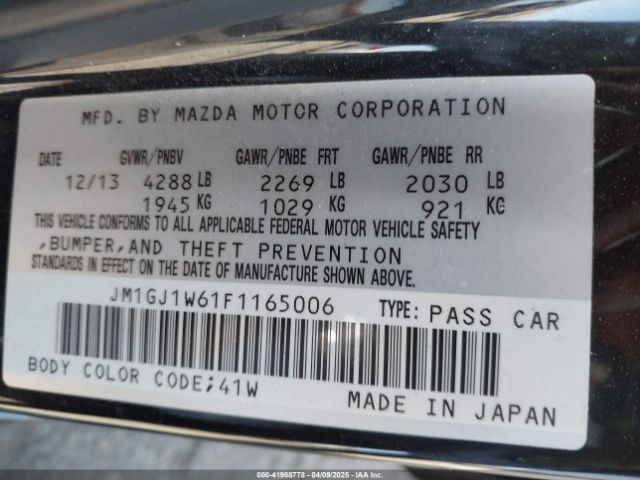 MFD. BY MAZDA MOTOR CORPORATION
DATE GVWR/PNBV GAWR/PNBE FRT GAWR/PNBE RR
12/13 4288 LB 2269 LB 2030 LB
1945 KG 1029 KG 921 KG
THIS VEHICLE CONFORMS TO ALL APPLICABLE FEDERAL MOTOR VEHICLE SAFETY
,BUMPER,AND THEFT PREVENTION
STANDARDS IN EFFECT ON THE DATE OF MANUFACTURE SHOWN ABOVE.
JM1GJ1W61F1165006 TYPE: PASS CAR
BODY COLOR CODE;41W
MADE IN JAPAN
000-41988778 - 04/09/2025 - IAA Inc.